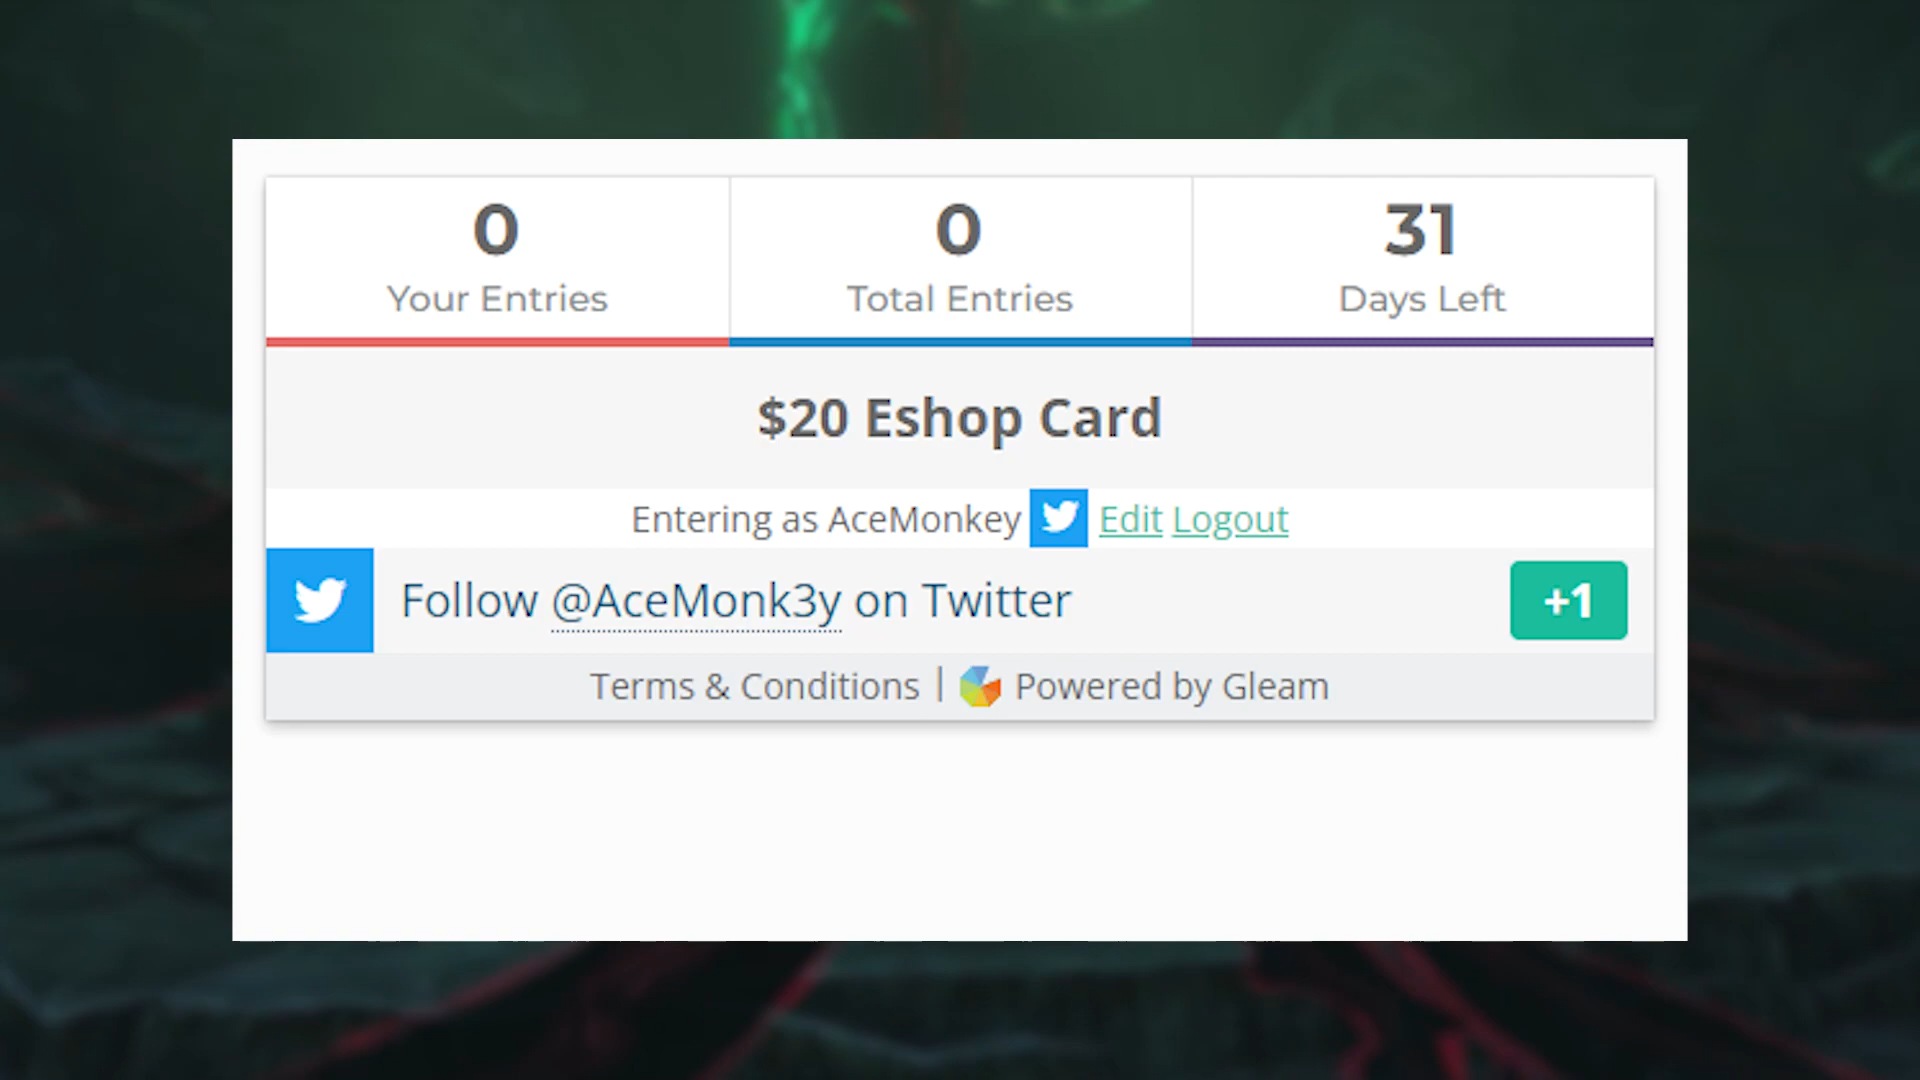 0
Your Entries
0
Total Entries
31
Days Left
$20 Eshop Card
Entering as AceMonkey Edit Logout
Follow @AceMonk3y on Twitter
+1
Terms & Conditions | Powered by Gleam